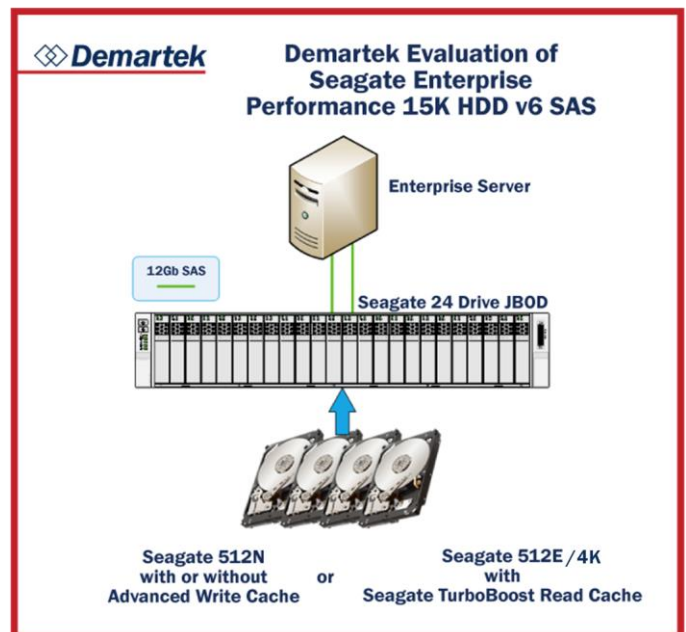 Demartek
Demartek Evaluation of
Seagate Enterprise
Performance 15K HDD v6 SAS
Enterprise Server
12Gb SAS
Seagate 24 Drive JBOD
Seagate 512N
with or without
Advanced Write Cache
or
Seagate 512E/4K
with
Seagate TurboBoost Read Cache